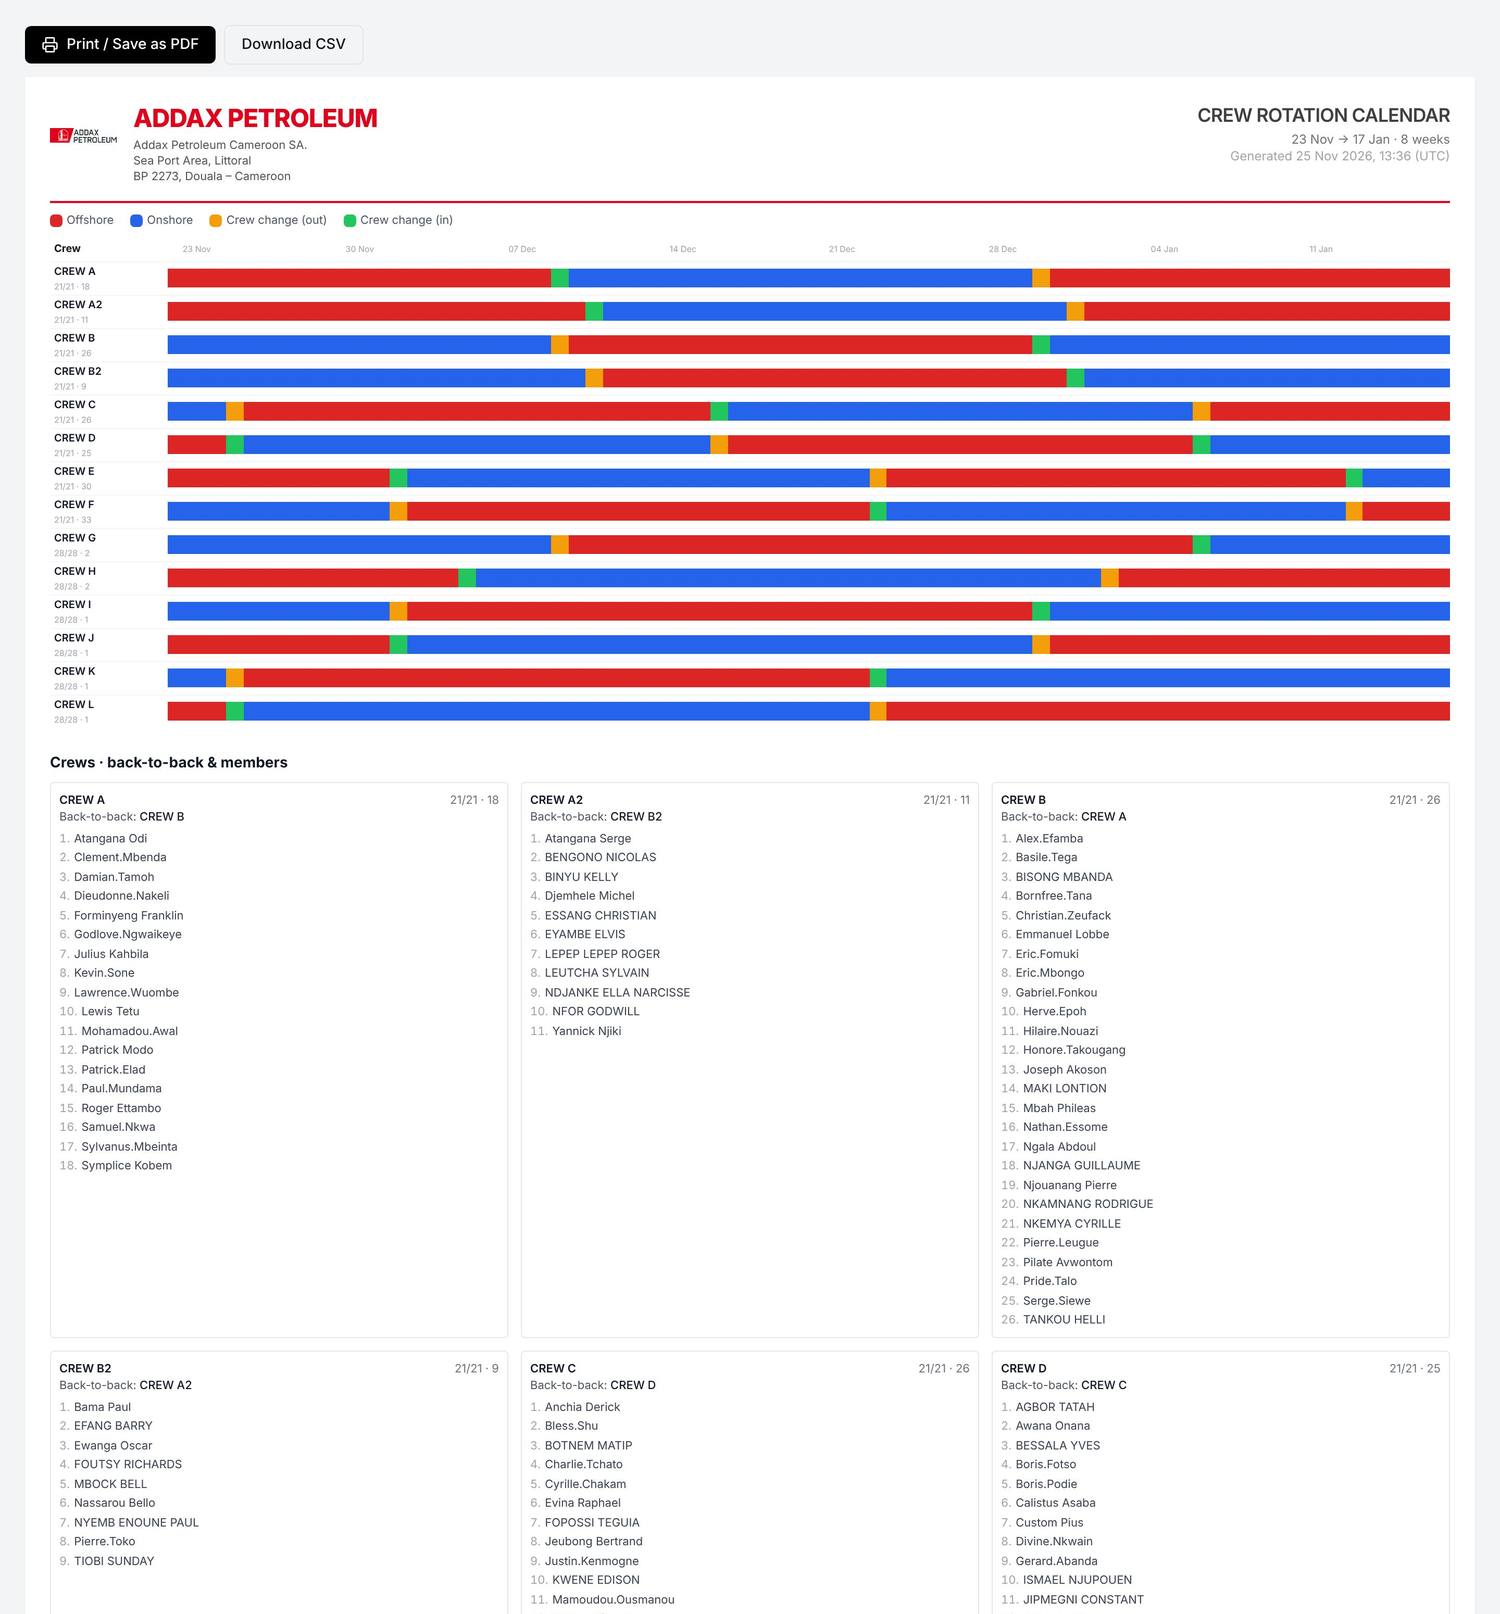 Print / Save as PDF
Download CSV
ADDAX PETROLEUM
ADDAX PETROLEUM
Addax Petroleum Cameroon SA.
Sea Port Area, Littoral
BP 2273, Douala – Cameroon
CREW ROTATION CALENDAR
23 Nov → 17 Jan · 8 weeks
Generated 25 Nov 2026, 13:36 (UTC)
Offshore Onshore Crew change (out) Crew change (in)
Crew 23 Nov 30 Nov 07 Dec 14 Dec 21 Dec 28 Dec 04 Jan 11 Jan
CREW A
21/21 · 18
CREW A2
21/21 · 11
CREW B
21/21 · 26
CREW B2
21/21 · 9
CREW C
21/21 · 26
CREW D
21/21 · 25
CREW E
21/21 · 30
CREW F
21/21 · 33
CREW G
28/28 · 2
CREW H
28/28 · 2
CREW I
28/28 · 1
CREW J
28/28 · 1
CREW K
28/28 · 1
CREW L
28/28 · 1
Crews · back-to-back & members
CREW A 21/21 · 18
Back-to-back: CREW B
1. Atangana Odi
2. Clement.Mbenda
3. Damian.Tamoh
4. Dieudonne.Nakeli
5. Forminyeng Franklin
6. Godlove.Ngwaikeye
7. Julius Kahbila
8. Kevin.Sone
9. Lawrence.Wuombe
10. Lewis Tetu
11. Mohamadou.Awal
12. Patrick Modo
13. Patrick.Elad
14. Paul.Mundama
15. Roger Ettambo
16. Samuel.Nkwa
17. Sylvanus.Mbeinta
18. Symplice Kobem
CREW A2 21/21 · 11
Back-to-back: CREW B2
1. Atangana Serge
2. BENGONO NICOLAS
3. BINYU KELLY
4. Djemhele Michel
5. ESSANG CHRISTIAN
6. EYAMBE ELVIS
7. LEPEP LEPEP ROGER
8. LEUTCHA SYLVAIN
9. NDJANKE ELLA NARCISSE
10. NFOR GODWILL
11. Yannick Njiki
CREW B 21/21 · 26
Back-to-back: CREW A
1. Alex.Efamba
2. Basile.Tega
3. BISONG MBANDA
4. Bornfree.Tana
5. Christian.Zeufack
6. Emmanuel Lobbe
7. Eric.Fomuki
8. Eric.Mbongo
9. Gabriel.Fonkou
10. Herve.Epoh
11. Hilaire.Nouazi
12. Honore.Takougang
13. Joseph Akoson
14. MAKI LONTION
15. Mbah Phileas
16. Nathan.Essome
17. Ngala Abdoul
18. NJANGA GUILLAUME
19. Njouanang Pierre
20. NKAMNANG RODRIGUE
21. NKEMYA CYRILLE
22. Pierre.Leugue
23. Pilate Avwontom
24. Pride.Talo
25. Serge.Siewe
26. TANKOU HELLI
CREW B2 21/21 · 9
Back-to-back: CREW A2
1. Bama Paul
2. EFANG BARRY
3. Ewanga Oscar
4. FOUTSY RICHARDS
5. MBOCK BELL
6. Nassarou Bello
7. NYEMB ENOUNE PAUL
8. Pierre.Toko
9. TIOBI SUNDAY
CREW C 21/21 · 26
Back-to-back: CREW D
1. Anchia Derick
2. Bless.Shu
3. BOTNEM MATIP
4. Charlie.Tchato
5. Cyrille.Chakam
6. Evina Raphael
7. FOPOSSI TEGUIA
8. Jeubong Bertrand
9. Justin.Kenmogne
10. KWENE EDISON
11. Mamoudou.Ousmanou
CREW D 21/21 · 25
Back-to-back: CREW C
1. AGBOR TATAH
2. Awana Onana
3. BESSALA YVES
4. Boris.Fotso
5. Boris.Podie
6. Calistus Asaba
7. Custom Pius
8. Divine.Nkwain
9. Gerard.Abanda
10. ISMAEL NJUPOUEN
11. JIPMEGNI CONSTANT